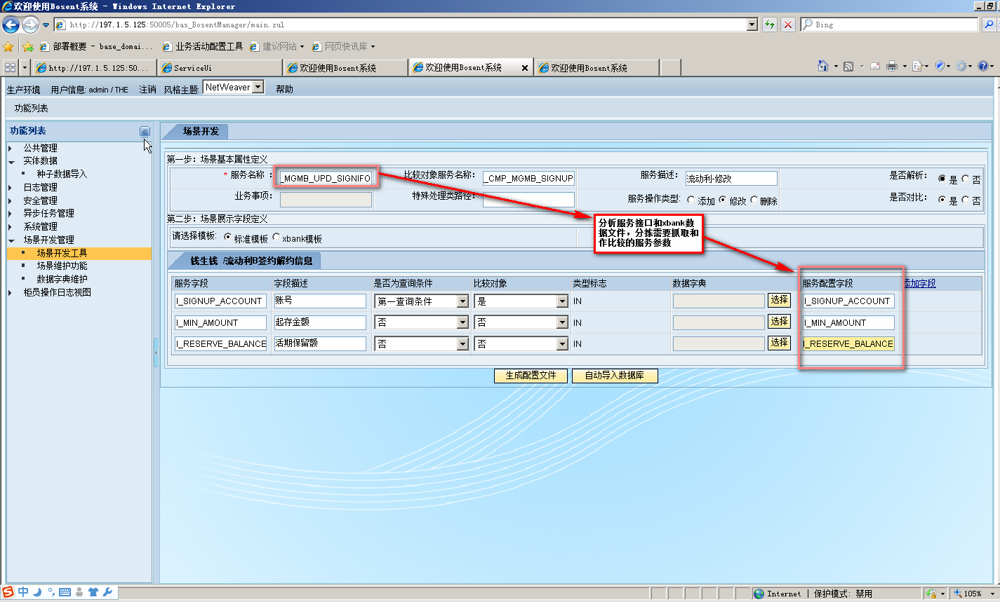 欢迎使用Bosent系统 - Windows Internet Explorer
http://197.1.5.125:50005/bas_BosentManager/main.zul
Bing
部署概要 - base_domai... 业务活动配置工具 建议网站 网页快讯库
http://197.1.5.125:50... ServiceUi 欢迎使用Bosent系统 欢迎使用Bosent系统 欢迎使用Bosent系统
生产环境 用户信息: admin / THE 注销 风格主题: NetWeaver 帮助
功能列表
功能列表
公共管理
实体数据
种子数据导入
日志管理
安全管理
异步任务管理
系统管理
场景开发管理
场景开发工具
场景维护功能
数据字典维护
柜员操作日志视图
场景开发
第一步：场景基本属性定义
* 服务名称： _MGMB_UPD_SIGNIFO 比较对象服务名称： _CMP_MGMB_SIGNUP 服务描述： 流动利-修改 是否解析： 是 否
业务事项： 特殊处理类路径： 服务操作类型： 添加 修改 删除 是否对比： 是 否
第二步：场景展示字段定义
请选择模板： 标准模板 xbank模板
分析服务接口和xbank数
据文件，分拣需要抓取和
作比较的服务参数
钱生钱 /流动利B签约解约信息
服务字段 字段描述 是否为查询条件 比较对象 类型标志 数据字典 服务配置字段 添加字段
I_SIGNUP_ACCOUNT 账号 第一查询条件 是 IN 选择 I_SIGNUP_ACCOUNT
I_MIN_AMOUNT 起存金额 否 否 IN 选择 I_MIN_AMOUNT
I_RESERVE_BALANCE 活期保留额 否 否 IN 选择 I_RESERVE_BALANCE
生成配置文件 自动导入数据库
中 Internet | 保护模式: 禁用 105%